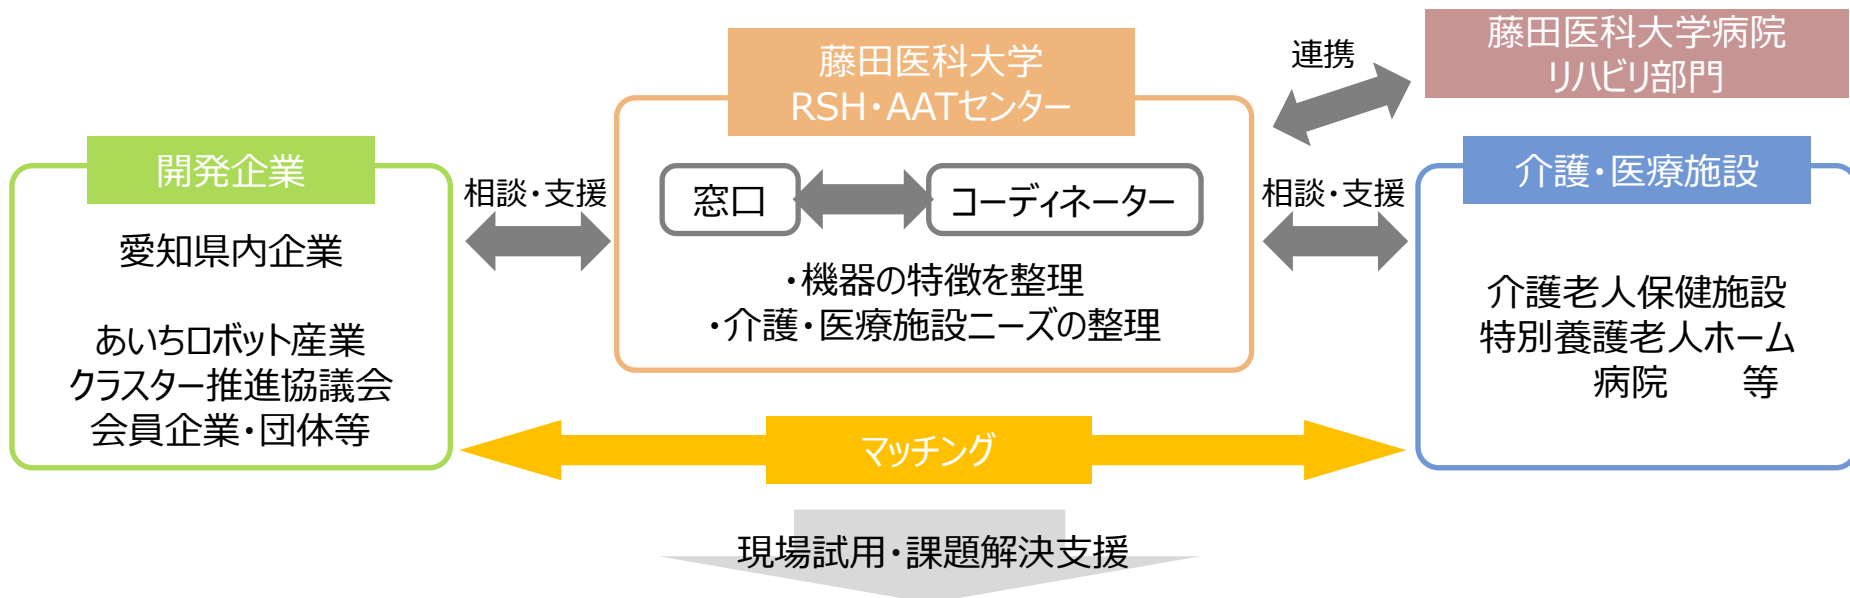 藤田医科大学
RSH・AATセンター
連携
藤田医科大学病院
リハビリ部門
開発企業
愛知県内企業
あいちロボット産業
クラスター推進協議会
会員企業・団体等
相談・支援
窓口
コーディネーター
・機器の特徴を整理
・介護・医療施設ニーズの整理
相談・支援
介護・医療施設
介護老人保健施設
特別養護老人ホーム
病院　　等
マッチング
現場試用・課題解決支援